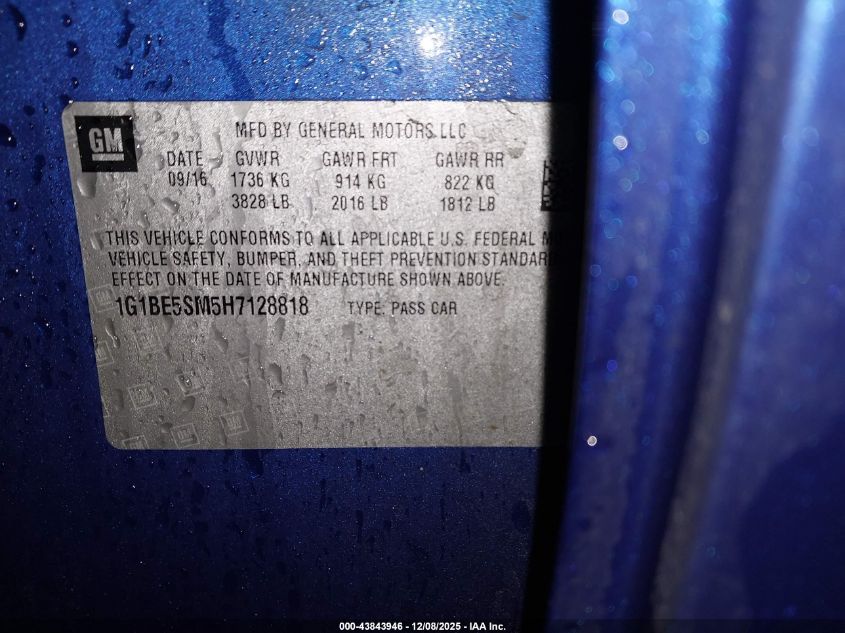 GM
MFD BY GENERAL MOTORS LLC
DATE GVWR GAWR FRT GAWR RR
09/16 1736 KG 914 KG 822 KG
3828 LB 2016 LB 1812 LB
THIS VEHICLE CONFORMS TO ALL APPLICABLE U.S. FEDERAL
VEHICLE SAFETY, BUMPER, AND THEFT PREVENTION STANDAR
EFFECT ON THE DATE OF MANUFACTURE SHOWN ABOVE.
1G1BE5SM5H7128818 TYPE: PASS CAR
000-43843946 - 12/08/2025 - IAA Inc.